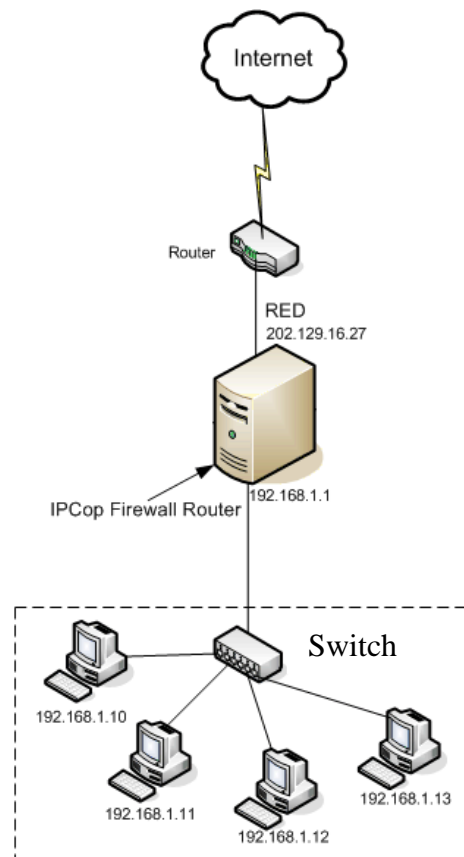 Internet
Router
RED
202.129.16.27
192.168.1.1
IPCop Firewall Router
Switch
192.168.1.10
192.168.1.11
192.168.1.12
192.168.1.13